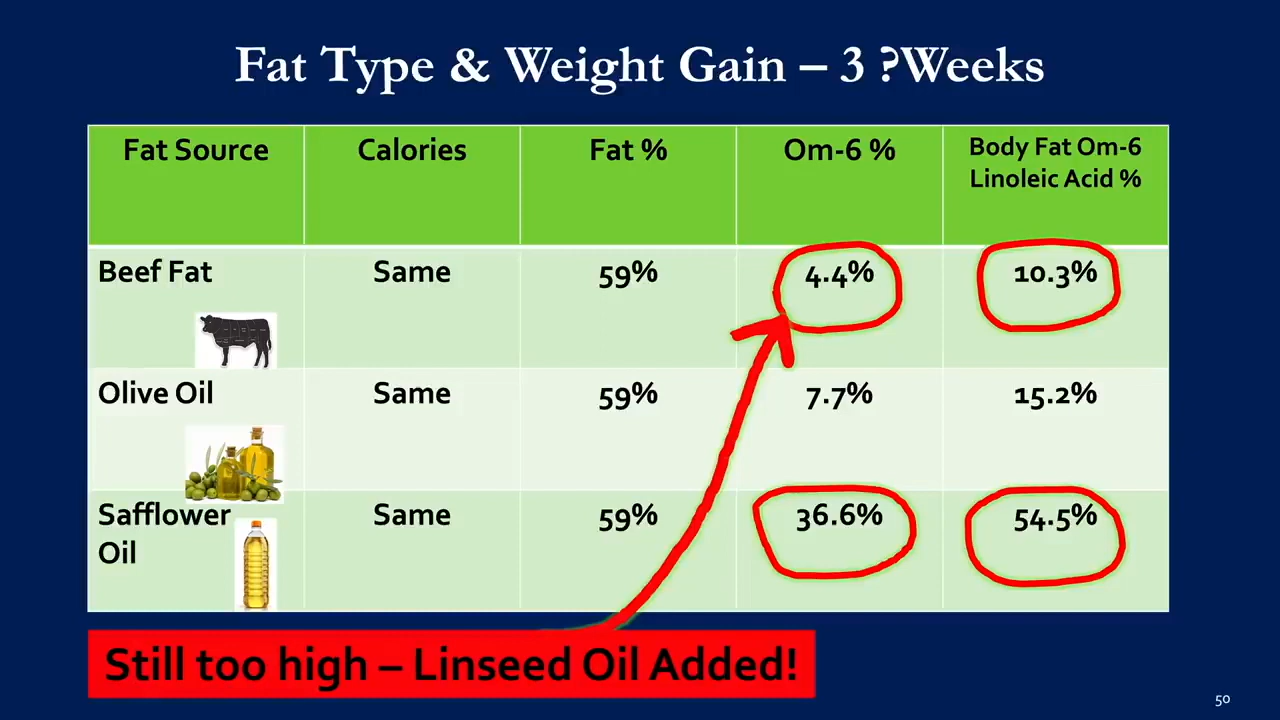 Fat Type & Weight Gain – 3 ?Weeks
Fat Source
Calories
Fat %
Om-6 %
Body Fat Om-6
Linoleic Acid %
Beef Fat
Same
59%
4.4%
10.3%
Olive Oil
Same
59%
7.7%
15.2%
Safflower
Oil
Same
59%
36.6%
54.5%
Still too high – Linseed Oil Added!
50